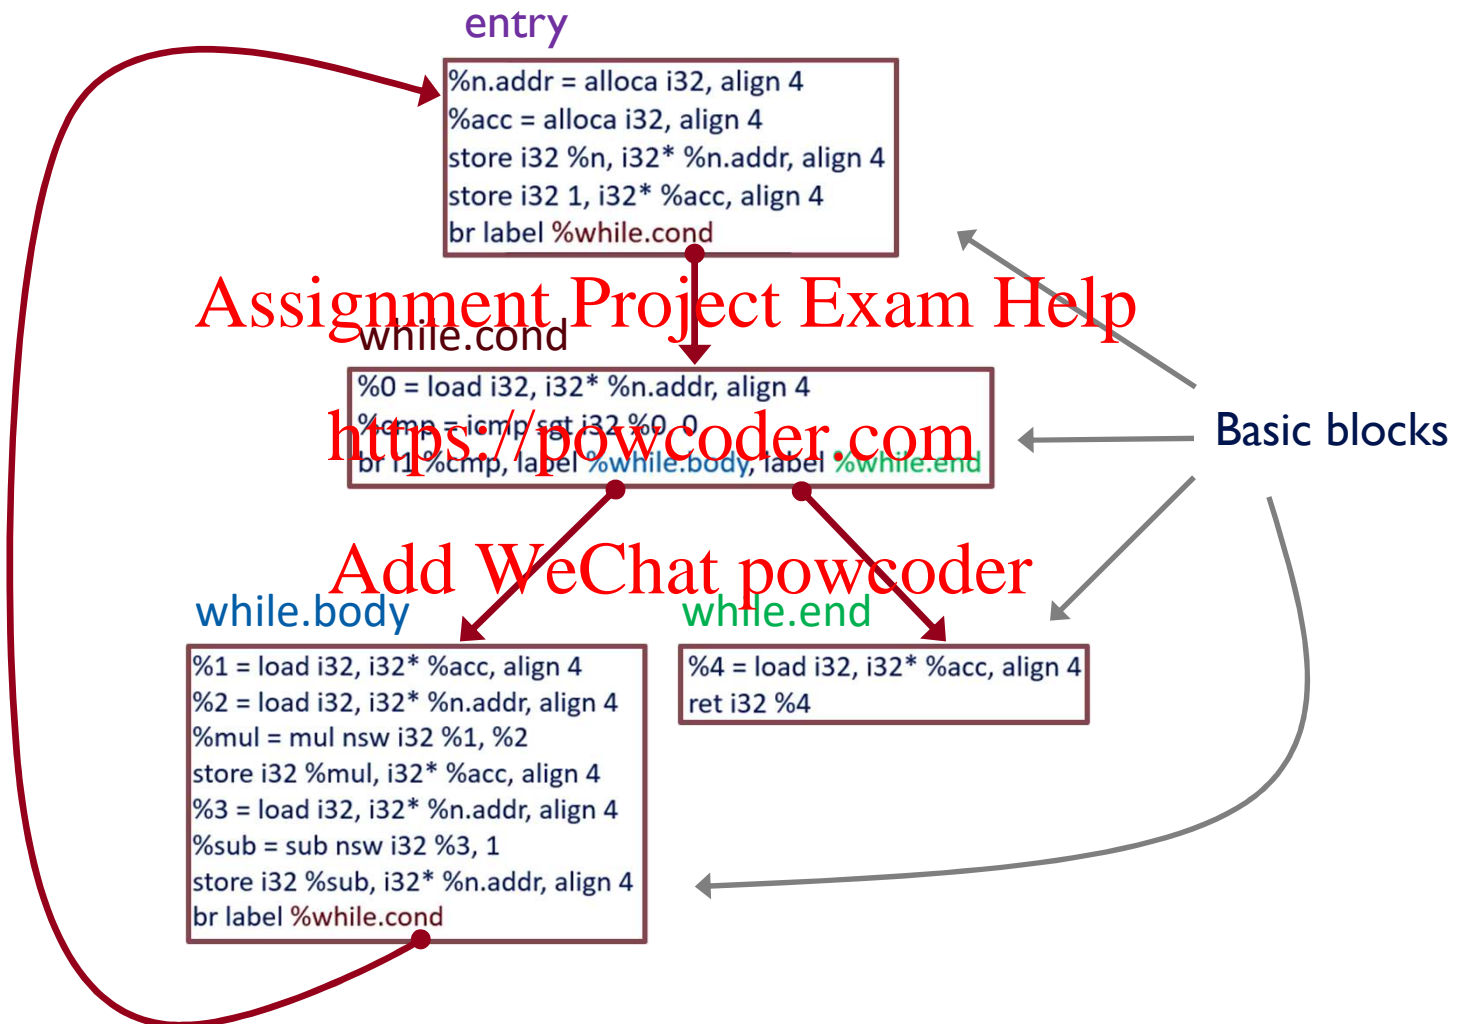 entry
%n.addr = alloca i32, align 4
%acc = alloca i32, align 4
store i32 %n, i32* %n.addr, align 4
store i32 1, i32* %acc, align 4
br label %while.cond
Assignment Project Exam Help
while.cond
%0 = load i32, i32* %n.addr, align 4
%cmp = icmp sgt i32 %0, 0
https://powcoder.com
br i1 %cmp, label %while.body, label %while.end
Basic blocks
Add WeChat powcoder
while.body
%1 = load i32, i32* %acc, align 4
%2 = load i32, i32* %n.addr, align 4
%mul = mul nsw i32 %1, %2
store i32 %mul, i32* %acc, align 4
%3 = load i32, i32* %n.addr, align 4
%sub = sub nsw i32 %3, 1
store i32 %sub, i32* %n.addr, align 4
br label %while.cond
while.end
%4 = load i32, i32* %acc, align 4
ret i32 %4